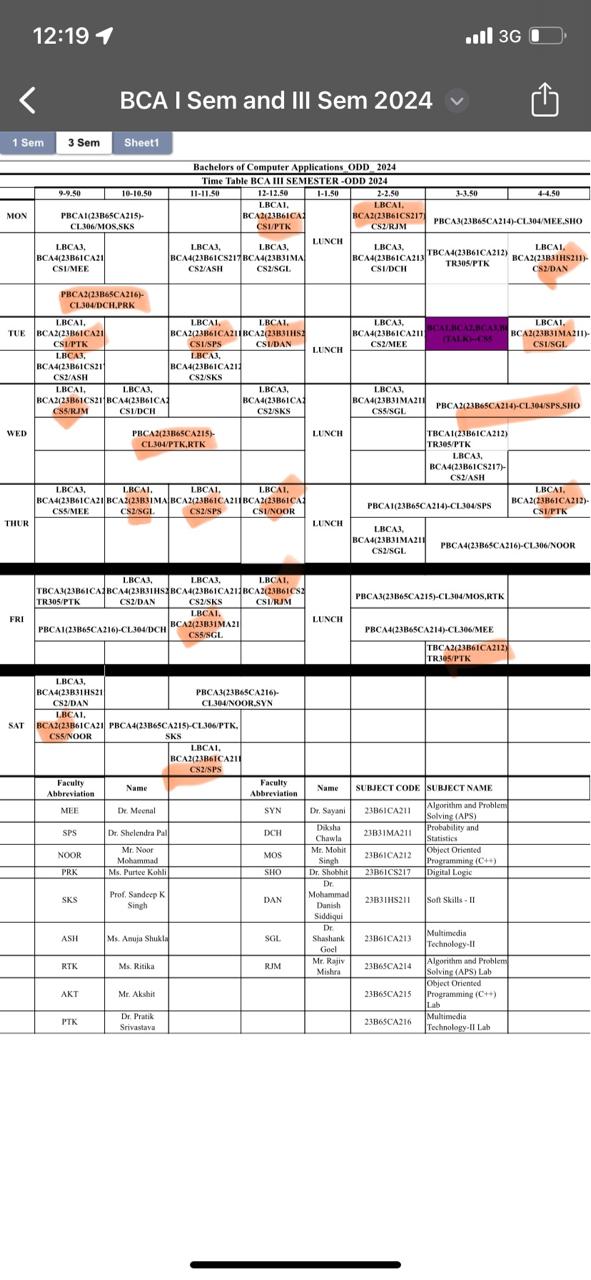 12:19
3G
BCA I Sem and III Sem 2024
1 Sem 3 Sem Sheet1
Bachelors of Computer Applications_ODD_ 2024
Time Table BCA III SEMESTER -ODD 2024
9-9.50 10-10.50 11-11.50 12-12.50 1-1.50 2-2.50 3-3.50 4-4.50
MON
PBCA1(23B65CA215)-
CL306/MOS,SKS
LBCA1,
BCA2(23B61CA2
CS1/PTK
LUNCH
LBCA1,
BCA2(23B61CS217)
CS2/RJM
PBCA3(23B65CA214)-CL304/MEE,SHO
LBCA3,
BCA4(23B61CA21
CS1/MEE
LBCA3,
BCA4(23B61CS217
CS2/ASH
LBCA3,
BCA4(23B31MA
CS2/SGL
LBCA3,
BCA4(23B61CA213
CS1/DCH
TBCA4(23B61CA212)
TR305/PTK
LBCA1,
BCA2(23B31HS211)-
CS2/DAN
PBCA2(23B65CA216)-
CL304/DCH,PRK
TUE
LBCA1,
BCA2(23B61CA21
CS1/PTK
LBCA1,
BCA2(23B61CA211
CS1/SPS
LBCA1,
BCA2(23B31HS2
CS1/DAN
LUNCH
LBCA3,
BCA4(23B61CA211
CS2/MEE
BCA1,BCA2,BCA3,B
(TALK)--CS5
LBCA1,
BCA2(23B31MA211)-
CS1/SGL
LBCA3,
BCA4(23B61CS21
CS2/ASH
LBCA3,
BCA4(23B61CA212
CS2/SKS
WED
LBCA1,
BCA2(23B61CS21
CS5/RJM
LBCA3,
BCA4(23B61CA2
CS1/DCH
LBCA3,
BCA4(23B61CA2
CS2/SKS
LUNCH
LBCA3,
BCA4(23B31MA211
CS5/SGL
PBCA2(23B65CA214)-CL304/SPS,SHO
PBCA2(23B65CA215)-
CL304/PTK,RTK
TBCA1(23B61CA212)
TR305/PTK
LBCA3,
BCA4(23B61CS217)-
CS2/ASH
THUR
LBCA3,
BCA4(23B61CA21
CS5/MEE
LBCA1,
BCA2(23B31MA
CS2/SGL
LBCA1,
BCA2(23B61CA211
CS2/SPS
LBCA1,
BCA2(23B61CA2
CS1/NOOR
LUNCH
PBCA1(23B65CA214)-CL304/SPS
LBCA1,
BCA2(23B61CA212)-
CS1/PTK
LBCA3,
BCA4(23B31MA211
CS2/SGL
PBCA4(23B65CA216)-CL306/NOOR
FRI
TBCA3(23B61CA2
TR305/PTK
LBCA3,
BCA4(23B31HS2
CS2/DAN
LBCA3,
BCA4(23B61CA212
CS2/SKS
LBCA1,
BCA2(23B61CS2
CS1/RJM
LUNCH
PBCA3(23B65CA215)-CL304/MOS,RTK
PBCA1(23B65CA216)-CL304/DCH
LBCA1,
BCA2(23B31MA21
CS5/SGL
PBCA4(23B65CA214)-CL306/MEE
TBCA2(23B61CA212)
TR305/PTK
SAT
LBCA3,
BCA4(23B31HS21
CS2/DAN
PBCA3(23B65CA216)-
CL304/NOOR,SYN
LBCA1,
BCA2(23B61CA21
CS5/NOOR
PBCA4(23B65CA215)-CL306/PTK,
SKS
LBCA1,
BCA2(23B61CA211
CS2/SPS
Faculty Abbreviation Name Faculty Abbreviation Name SUBJECT CODE SUBJECT NAME
MEE Dr. Meenal SYN Dr. Sayani 23B61CA211 Algorithm and Problem Solving (APS)
SPS Dr. Shelendra Pal DCH Diksha Chawla 23B31MA211 Probability and Statistics
NOOR Mr. Noor Mohammad MOS Mr. Mohit Singh 23B61CA212 Object Oriented Programming (C++)
PRK Ms. Purtee Kohli SHO Dr. Shobhit 23B61CS217 Digital Logic
SKS Prof. Sandeep K Singh DAN Dr. Mohammad Danish Siddiqui 23B31HS211 Soft Skills - II
ASH Ms. Anuja Shukla SGL Dr. Shashank Goel 23B61CA213 Multimedia Technology-II
RTK Ms. Ritika RJM Mr. Rajiv Mishra 23B65CA214 Algorithm and Problem Solving (APS) Lab
AKT Mr. Akshit 23B65CA215 Object Oriented Programming (C++) Lab
PTK Dr. Pratik Srivastava 23B65CA216 Multimedia Technology-II Lab